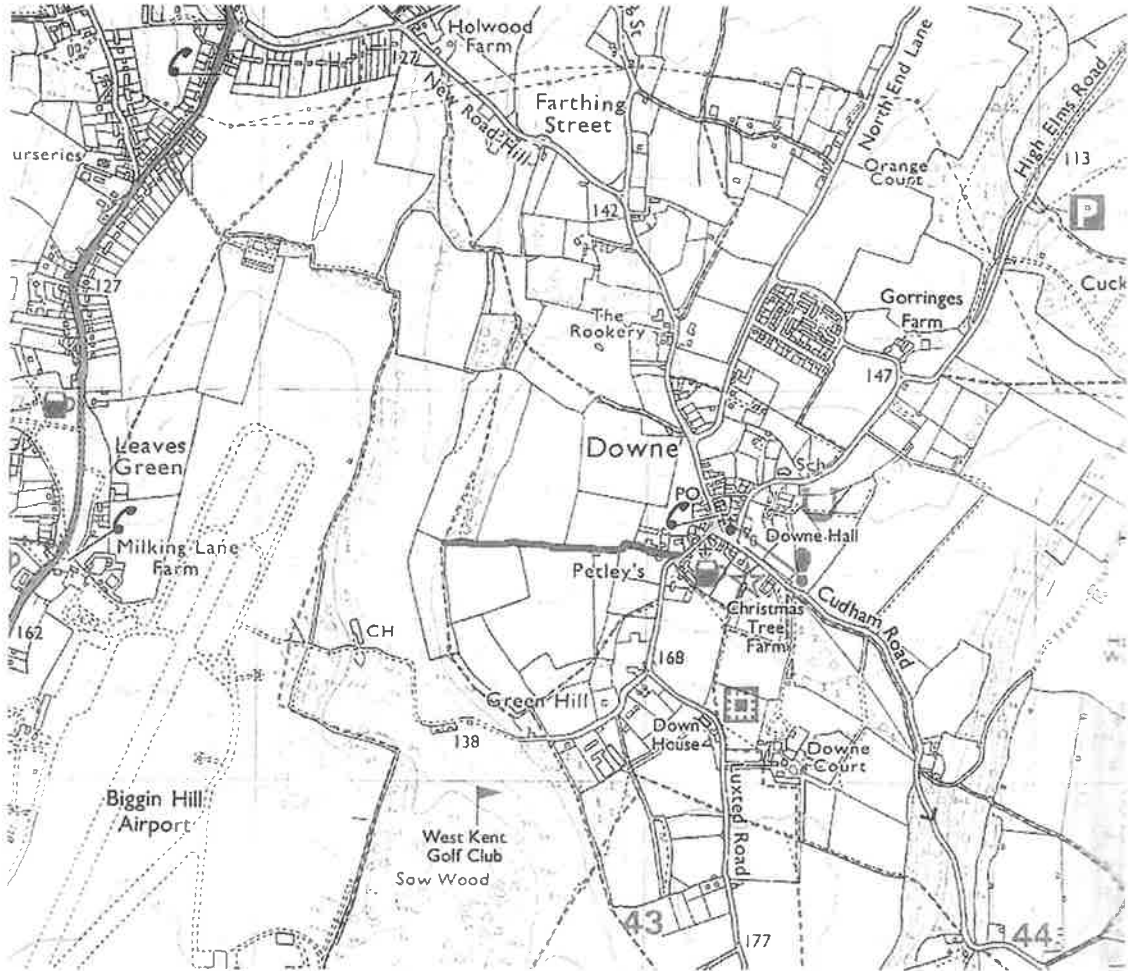 Holwood
Farm
127
New Road Hill
Farthing
Street
St
North End Lane
High Elms Road
113
P
urseries
Orange
Court
142
127
Cuck
Gorringes
Farm
The
Rookery
147
Leaves
Green
Downe
Sch
PO
Milking Lane
Farm
Downe Hall
Petley's
Christmas
Tree
Farm
Cudham Road
162
CH
168
Green Hill
138
Down
House
Downe
Court
Luxted Road
Biggin Hill
Airport
West Kent
Golf Club
Saw Wood
43
177
44